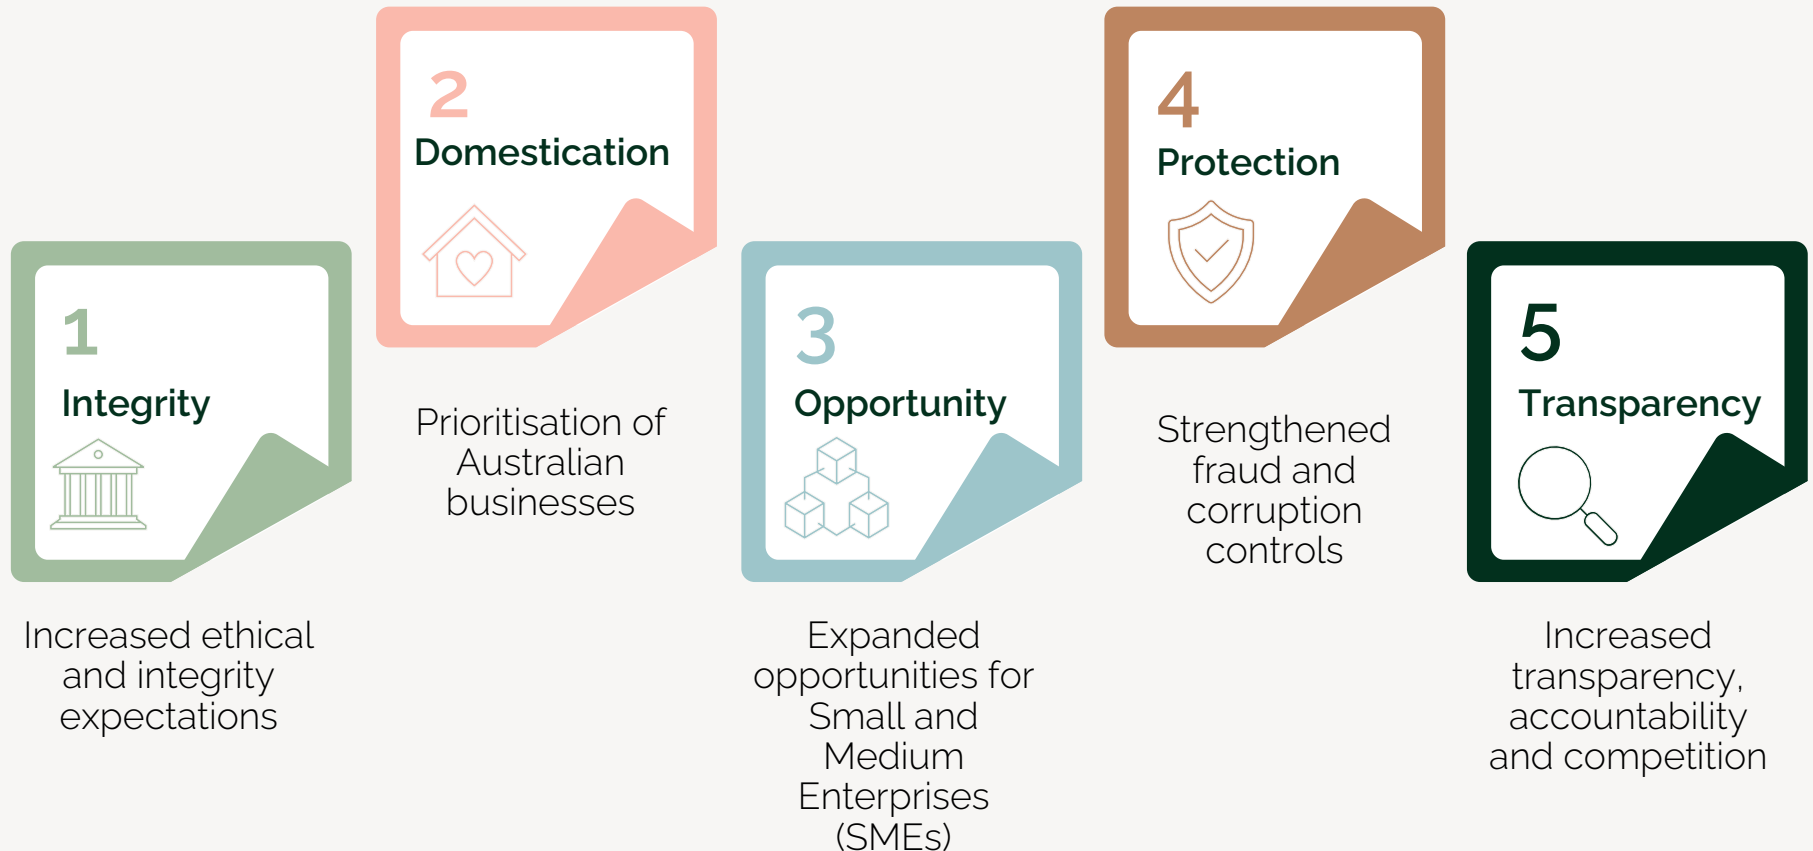 1
Integrity
Increased ethical
and integrity
expectations
2
Domestication
Prioritisation of
Australian
businesses
3
Opportunity
Expanded
opportunities for
Small and
Medium
Enterprises
(SMEs)
4
Protection
Strengthened
fraud and
corruption
controls
5
Transparency
Increased
transparency,
accountability
and competition